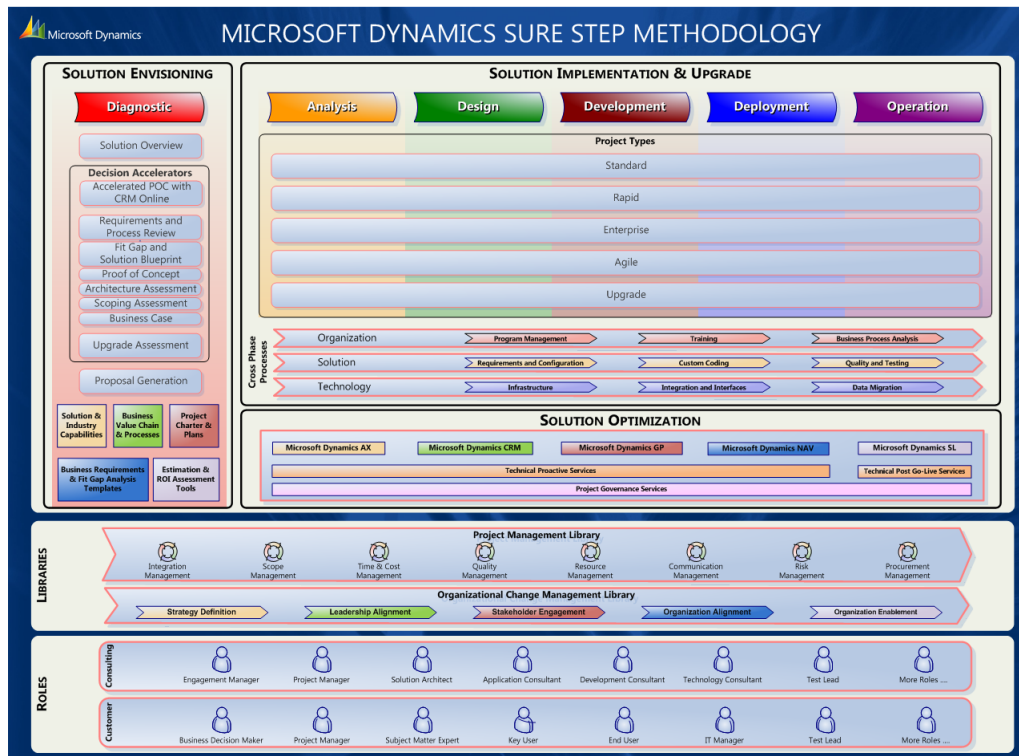 Microsoft Dynamics
MICROSOFT DYNAMICS SURE STEP METHODOLOGY
SOLUTION ENVISIONING
Diagnostic
Solution Overview
Decision Accelerators
Accelerated POC with
CRM Online
Requirements and
Process Review
Fit Gap and
Solution Blueprint
Proof of Concept
Architecture Assessment
Scoping Assessment
Business Case
Upgrade Assessment
Proposal Generation
Solution &
Industry
Capabilities
Business
Value Chain
& Processes
Project
Charter &
Plans
Business Requirements
& Fit Gap Analysis
Templates
Estimation &
ROI Assessment
Tools
SOLUTION IMPLEMENTATION & UPGRADE
Analysis
Design
Development
Deployment
Operation
Project Types
Standard
Rapid
Enterprise
Agile
Upgrade
Cross Phase
Processes
Organization
Program Management
Training
Business Process Analysis
Solution
Requirements and Configuration
Custom Coding
Quality and Testing
Technology
Infrastructure
Integration and Interfaces
Data Migration
SOLUTION OPTIMIZATION
Microsoft Dynamics AX
Microsoft Dynamics CRM
Microsoft Dynamics GP
Microsoft Dynamics NAV
Microsoft Dynamics SL
Technical Proactive Services
Technical Post Go-Live Services
Project Governance Services
LIBRARIES
Project Management Library
Integration
Management
Scope
Management
Time & Cost
Management
Quality
Management
Resource
Management
Communication
Management
Risk
Management
Procurement
Management
Organizational Change Management Library
Strategy Definition
Leadership Alignment
Stakeholder Engagement
Organization Alignment
Organization Enablement
ROLES
Consulting
Engagement Manager
Project Manager
Solution Architect
Application Consultant
Development Consultant
Technology Consultant
Test Lead
More Roles ....
Customer
Business Decision Maker
Project Manager
Subject Matter Expert
Key User
End User
IT Manager
Test Lead
More Roles ....